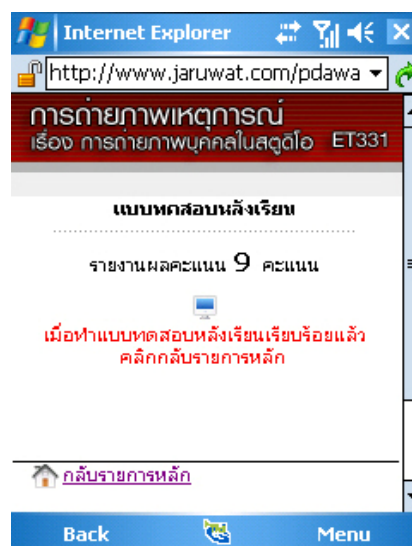 Internet Explorer
http://www.jaruwat.com/pdawa
การถ่ายภาพเหตุการณ์
เรื่อง การถ่ายภาพบุคคลในสตูดิโอ ET331
แบบทดสอบหลังเรียน
รายงานผลคะแนน 9 คะแนน
เมื่อทำแบบทดสอบหลังเรียนเรียบร้อยแล้ว
คลิกกลับรายการหลัก
กลับรายการหลัก
Back Menu